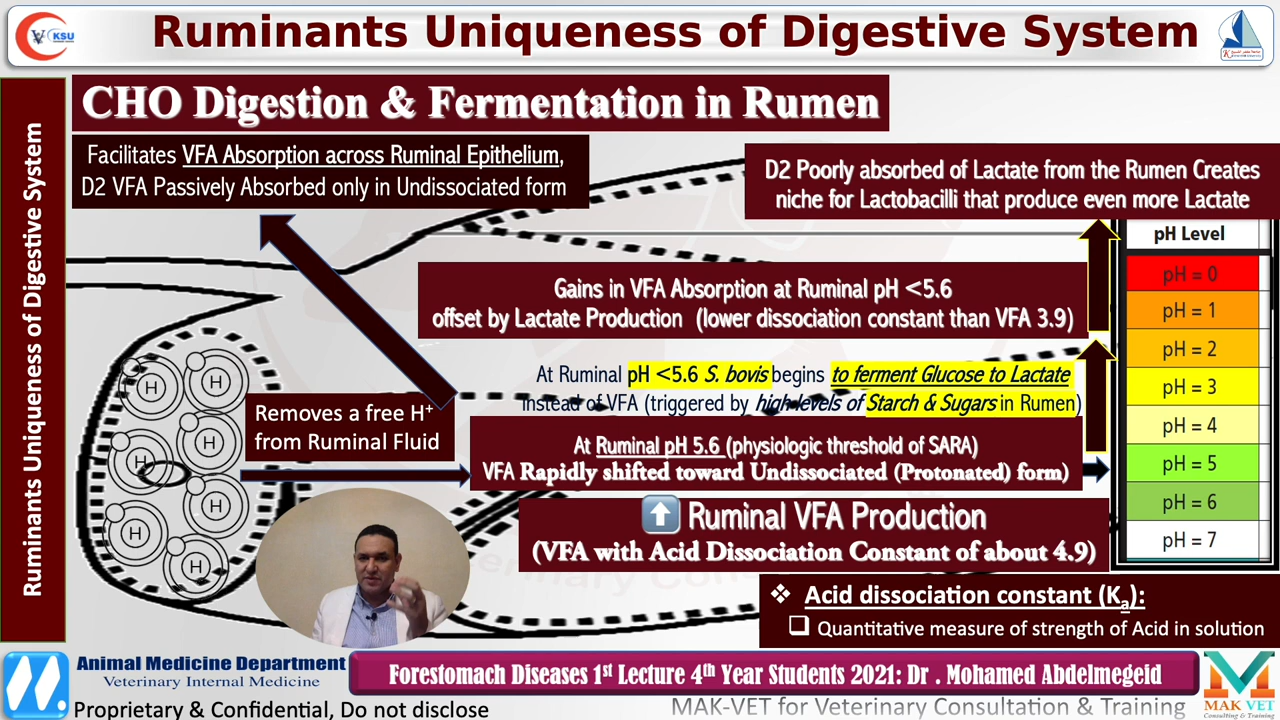 KSU
Ruminants Uniqueness of Digestive System
Ruminants Uniqueness of Digestive System
CHO Digestion & Fermentation in Rumen
Facilitates VFA Absorption across Ruminal Epithelium,
D2 VFA Passively Absorbed only in Undissociated form
D2 Poorly absorbed of Lactate from the Rumen Creates
niche for Lactobacilli that produce even more Lactate
pH Level
pH = 0
pH = 1
pH = 2
pH = 3
pH = 4
pH = 5
pH = 6
pH = 7
Gains in VFA Absorption at Ruminal pH <5.6
offset by Lactate Production (lower dissociation constant than VFA 3.9)
At Ruminal pH <5.6 S. bovis begins to ferment Glucose to Lactate
instead of VFA (triggered by high levels of Starch & Sugars in Rumen)
Removes a free H⁺
from Ruminal Fluid
At Ruminal pH 5.6 (physiologic threshold of SARA)
VFA Rapidly shifted toward Undissociated (Protonated) form)
Ruminal VFA Production
(VFA with Acid Dissociation Constant of about 4.9)
H
H
H
H
H
H
H
❖ Acid dissociation constant (Kₐ):
❑ Quantitative measure of strength of Acid in solution
Animal Medicine Department
Veterinary Internal Medicine
Forestomach Diseases 1st Lecture 4th Year Students 2021: Dr . Mohamed Abdelmegeid
Proprietary & Confidential, Do not disclose
MAK-VET for Veterinary Consultation & Training
MAK VET
Consulting & Training